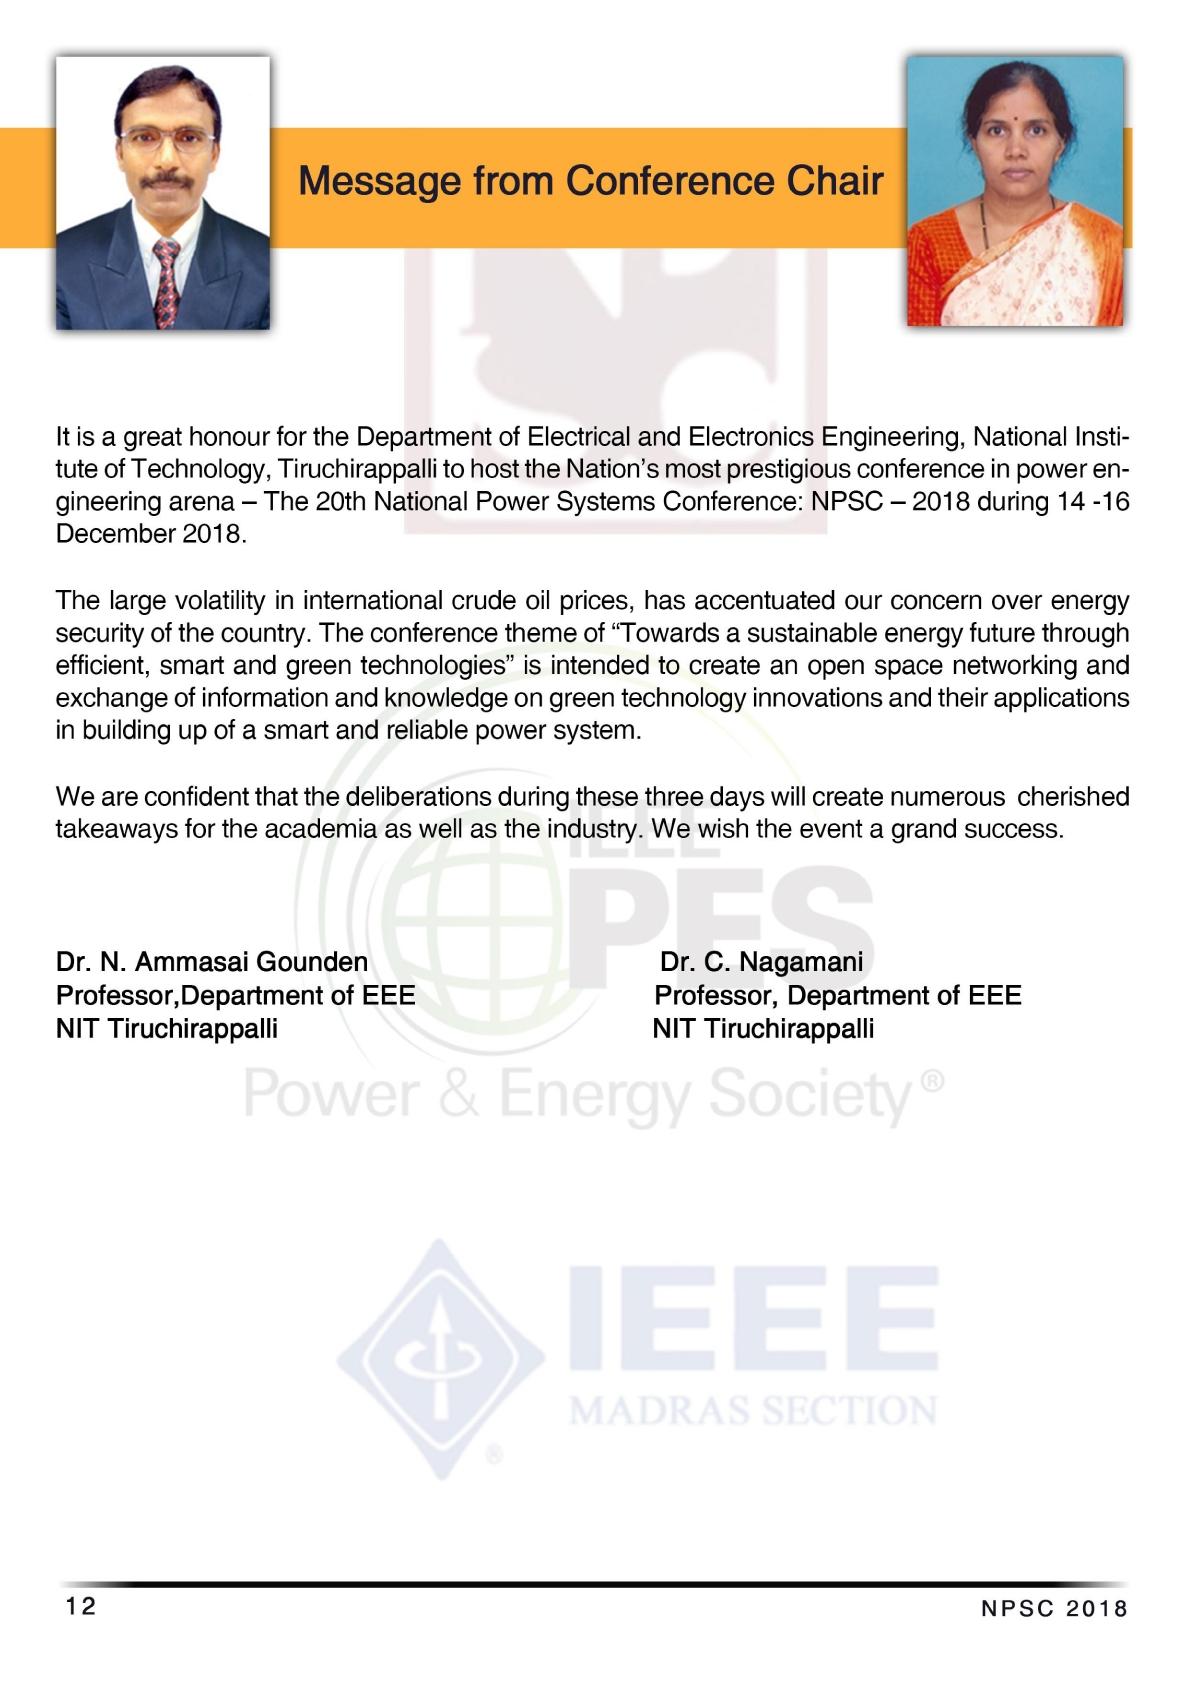 Message from Conference Chair
NP
SC
It is a great honour for the Department of Electrical and Electronics Engineering, National Insti-
tute of Technology, Tiruchirappalli to host the Nation’s most prestigious conference in power en-
gineering arena – The 20th National Power Systems Conference: NPSC – 2018 during 14 -16
December 2018.
The large volatility in international crude oil prices, has accentuated our concern over energy
security of the country. The conference theme of “Towards a sustainable energy future through
efficient, smart and green technologies” is intended to create an open space networking and
exchange of information and knowledge on green technology innovations and their applications
in building up of a smart and reliable power system.
We are confident that the deliberations during these three days will create numerous  cherished
takeaways for the academia as well as the industry. We wish the event a grand success.
IEEE
PES
Dr. N. Ammasai Gounden
Professor,Department of EEE
NIT Tiruchirappalli
Dr. C. Nagamani
Professor, Department of EEE
NIT Tiruchirappalli
Power & Energy Society®
IEEE
MADRAS SECTION
®
12
NPSC 2018